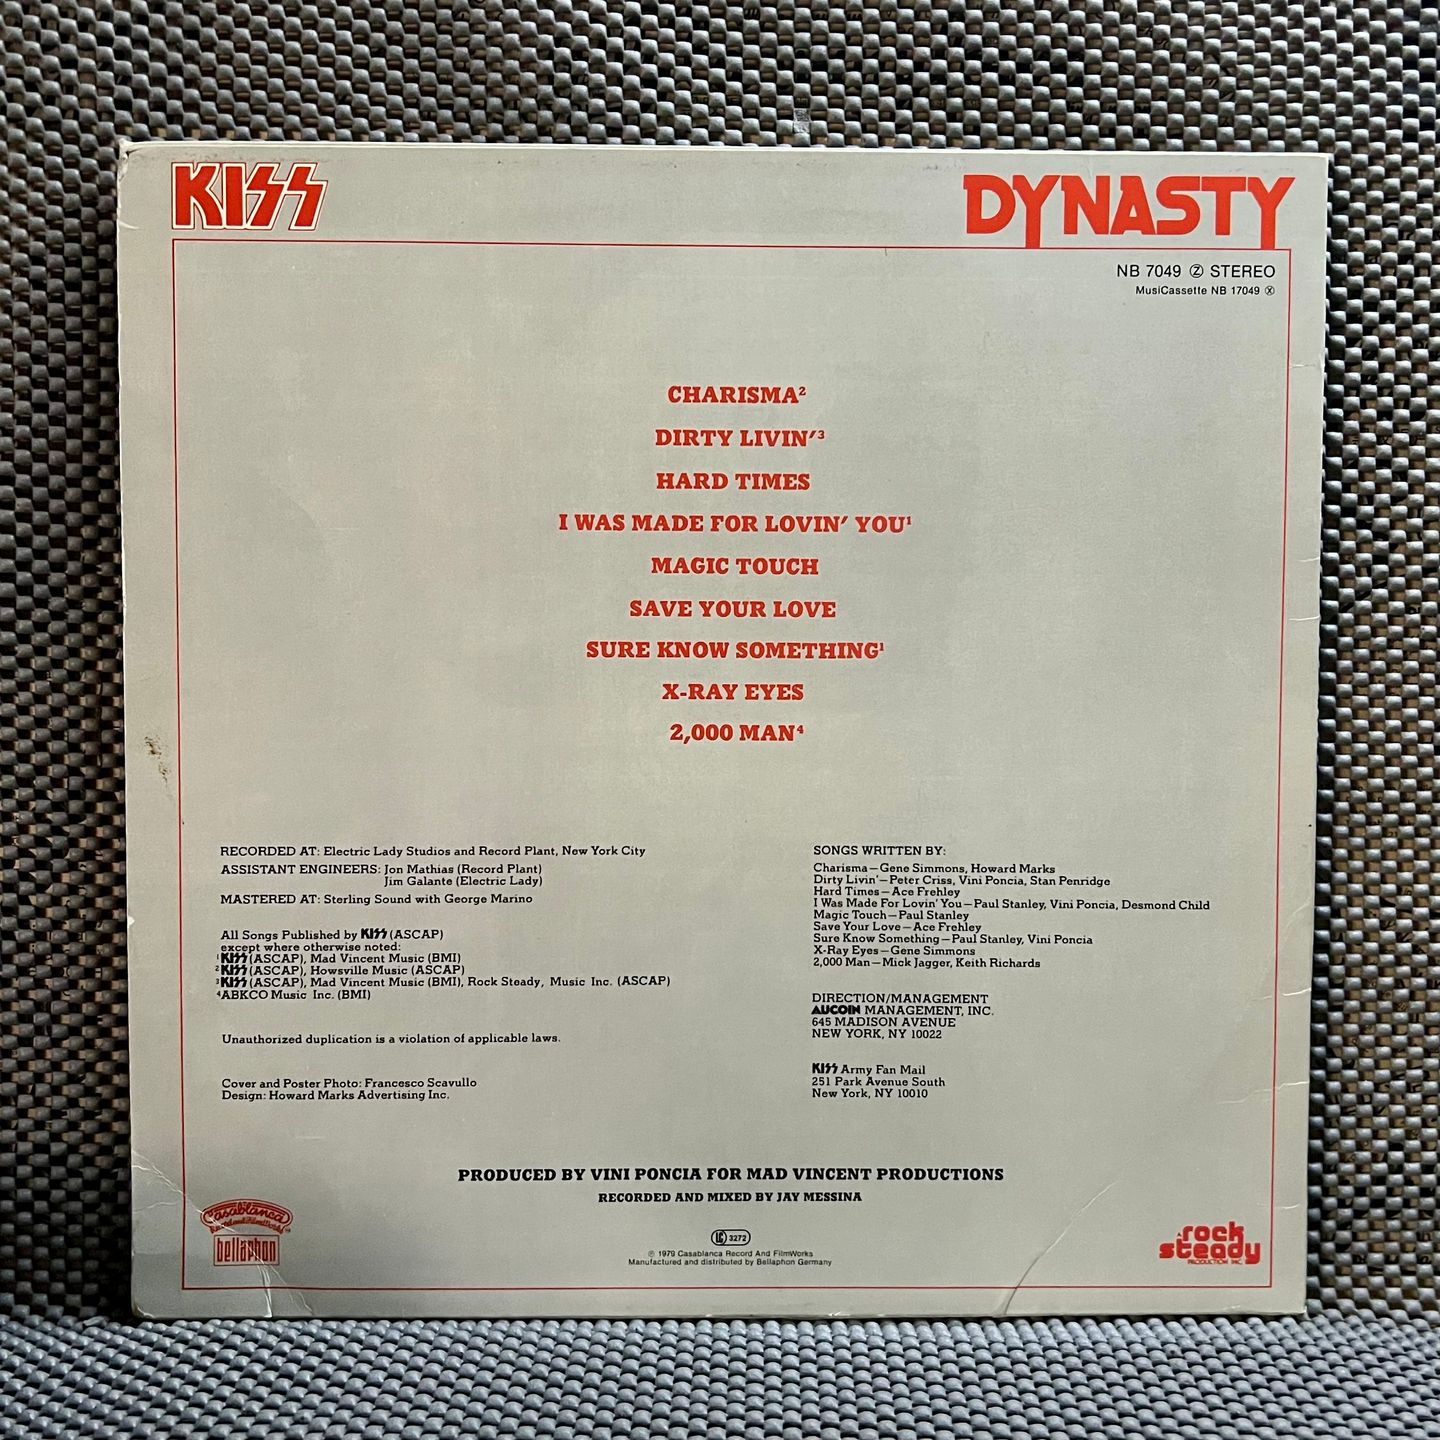 KISS
DYNASTY
NB 7049 Ⓩ STEREO
MusiCassette NB 17049 Ⓧ
CHARISMA²
DIRTY LIVIN'³
HARD TIMES
I WAS MADE FOR LOVIN' YOU¹
MAGIC TOUCH
SAVE YOUR LOVE
SURE KNOW SOMETHING¹
X-RAY EYES
2,000 MAN⁴
RECORDED AT: Electric Lady Studios and Record Plant, New York City
ASSISTANT ENGINEERS: Jon Mathias (Record Plant)
Jim Galante (Electric Lady)
MASTERED AT: Sterling Sound with George Marino
All Songs Published by KISS (ASCAP)
except where otherwise noted:
¹KISS (ASCAP), Mad Vincent Music (BMI)
²KISS (ASCAP), Howsville Music (ASCAP)
³KISS (ASCAP), Mad Vincent Music (BMI), Rock Steady, Music Inc. (ASCAP)
⁴ABKCO Music Inc. (BMI)
Unauthorized duplication is a violation of applicable laws.
Cover and Poster Photo: Francesco Scavullo
Design: Howard Marks Advertising Inc.
SONGS WRITTEN BY:
Charisma—Gene Simmons, Howard Marks
Dirty Livin'—Peter Criss, Vini Poncia, Stan Penridge
Hard Times—Ace Frehley
I Was Made For Lovin' You—Paul Stanley, Vini Poncia, Desmond Child
Magic Touch—Paul Stanley
Save Your Love—Ace Frehley
Sure Know Something—Paul Stanley, Vini Poncia
X-Ray Eyes—Gene Simmons
2,000 Man—Mick Jagger, Keith Richards
DIRECTION/MANAGEMENT
AUCOIN MANAGEMENT, INC.
645 MADISON AVENUE
NEW YORK, NY 10022
KISS Army Fan Mail
251 Park Avenue South
New York, NY 10010
PRODUCED BY VINI PONCIA FOR MAD VINCENT PRODUCTIONS
RECORDED AND MIXED BY JAY MESSINA
Casablanca
Record and FilmWorks
bellaphon
LC 3272
℗ 1979 Casablanca Record And FilmWorks
Manufactured and distributed by Bellaphon Germany
A rock
steady
PRODUCTION INC